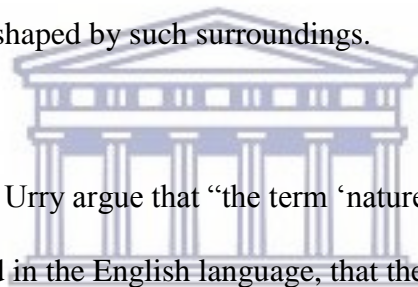 shaped by such surroundings.
Urry argue that “the term ‘nature
in the English language, that the